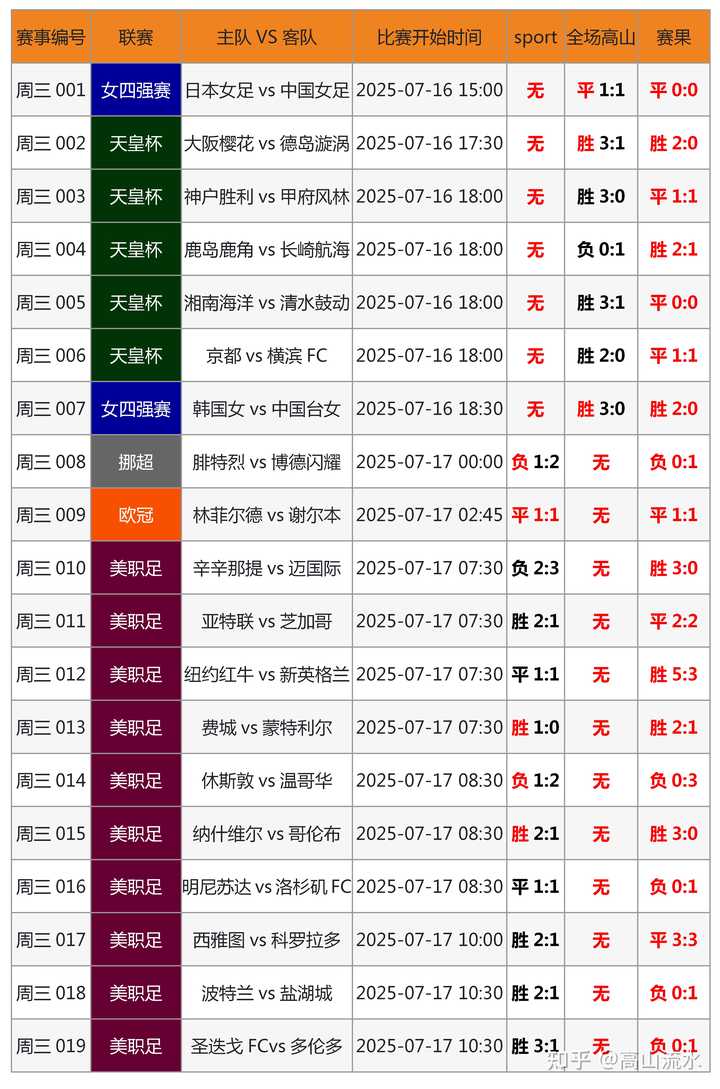 赛事编号 联赛 主队 VS 客队 比赛开始时间 sport 全场高山 赛果
周三 001 女四强赛 日本女足 vs 中国女足 2025-07-16 15:00 无 平 1:1 平 0:0
周三 002 天皇杯 大阪樱花 vs 德岛漩涡 2025-07-16 17:30 无 胜 3:1 胜 2:0
周三 003 天皇杯 神户胜利 vs 甲府风林 2025-07-16 18:00 无 胜 3:0 平 1:1
周三 004 天皇杯 鹿岛鹿角 vs 长崎航海 2025-07-16 18:00 无 负 0:1 胜 2:1
周三 005 天皇杯 湘南海洋 vs 清水鼓动 2025-07-16 18:00 无 胜 3:1 平 0:0
周三 006 天皇杯 京都 vs 横滨 FC 2025-07-16 18:00 无 胜 2:0 平 1:1
周三 007 女四强赛 韩国女 vs 中国台女 2025-07-16 18:30 无 胜 3:0 胜 2:0
周三 008 挪超 腓特烈 vs 博德闪耀 2025-07-17 00:00 负 1:2 无 负 0:1
周三 009 欧冠 林菲尔德 vs 谢尔本 2025-07-17 02:45 平 1:1 无 平 1:1
周三 010 美职足 辛辛那提 vs 迈国际 2025-07-17 07:30 负 2:3 无 胜 3:0
周三 011 美职足 亚特联 vs 芝加哥 2025-07-17 07:30 胜 2:1 无 平 2:2
周三 012 美职足 纽约红牛 vs 新英格兰 2025-07-17 07:30 平 1:1 无 胜 5:3
周三 013 美职足 费城 vs 蒙特利尔 2025-07-17 07:30 胜 1:0 无 胜 2:1
周三 014 美职足 休斯敦 vs 温哥华 2025-07-17 08:30 负 1:2 无 负 0:3
周三 015 美职足 纳什维尔 vs 哥伦布 2025-07-17 08:30 胜 2:1 无 胜 3:0
周三 016 美职足 明尼苏达 vs 洛杉矶 FC 2025-07-17 08:30 平 1:1 无 负 0:1
周三 017 美职足 西雅图 vs 科罗拉多 2025-07-17 10:00 胜 2:1 无 平 3:3
周三 018 美职足 波特兰 vs 盐湖城 2025-07-17 10:30 胜 2:1 无 负 0:1
周三 019 美职足 圣迭戈 FCvs 多伦多 2025-07-17 10:30 胜 3:1 无 负 0:1
知乎 @高山流水